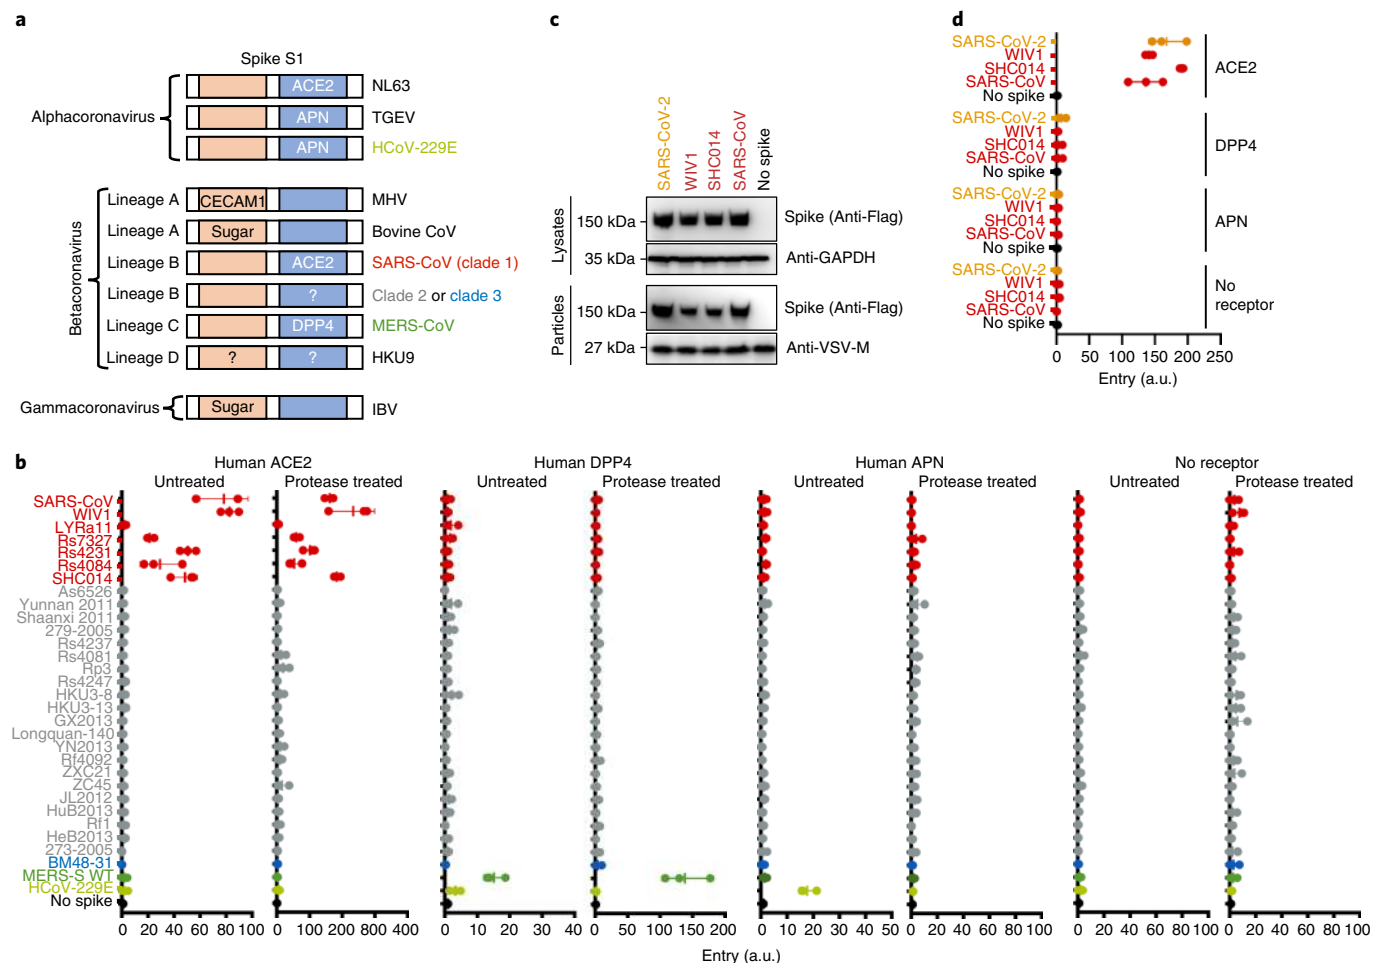 a
Spike S1
Alphacoronavirus
ACE2 NL63
APN TGEV
APN HCoV-229E
Betacoronavirus
Lineage A CECAM1 MHV
Lineage A Sugar Bovine CoV
Lineage B ACE2 SARS-CoV (clade 1)
Lineage B ? Clade 2 or clade 3
Lineage C DPP4 MERS-CoV
Lineage D ? ? HKU9
Gammacoronavirus Sugar IBV
c
SARS-CoV-2
WIV1
SHC014
SARS-CoV
No spike
Lysates
150 kDa Spike (Anti-Flag)
35 kDa Anti-GAPDH
Particles
150 kDa Spike (Anti-Flag)
27 kDa Anti-VSV-M
d
SARS-CoV-2
WIV1
SHC014
SARS-CoV
No spike
ACE2
SARS-CoV-2
WIV1
SHC014
SARS-CoV
No spike
DPP4
SARS-CoV-2
WIV1
SHC014
SARS-CoV
No spike
APN
SARS-CoV-2
WIV1
SHC014
SARS-CoV
No spike
No
receptor
0 50 100 150 200 250
Entry (a.u.)
b
Human ACE2 Human DPP4 Human APN No receptor
Untreated Protease treated Untreated Protease treated Untreated Protease treated Untreated Protease treated
SARS-CoV
WIV1
LYRa11
Rs7327
Rs4231
Rs4084
SHC014
As6526
Yunnan 2011
Shaanxi 2011
279-2005
Rs4237
Rs4081
Rp3
Rs4247
HKU3-8
HKU3-13
GX2013
Longquan-140
YN2013
Rf4092
ZXC21
ZC45
JL2012
HuB2013
Rf1
HeB2013
273-2005
BM48-31
MERS-S WT
HCoV-229E
No spike
0 20 40 60 80 100 0 100 200 300 400 0 10 20 30 40 0 50 100 150 200 0 10 20 30 40 50 0 20 40 60 80 100 0 20 40 60 80 100 0 20 40 60 80 100
Entry (a.u.)